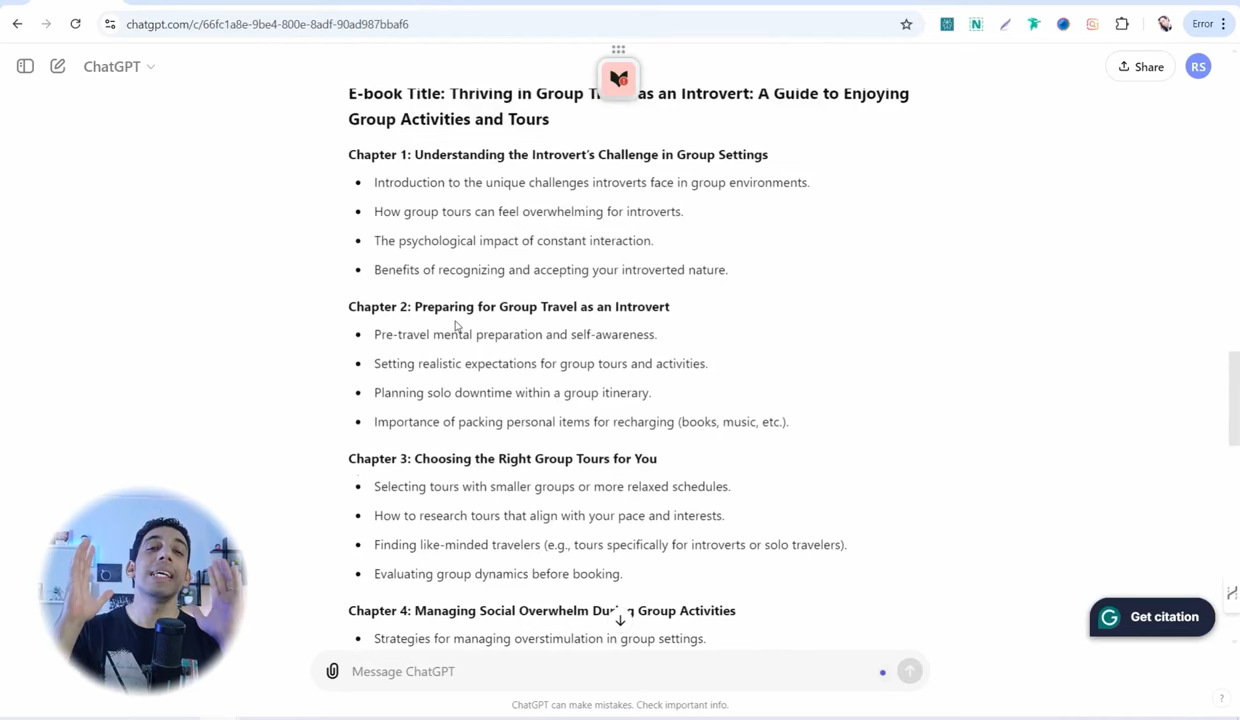 chatgpt.com/c/66fc1a8e-9be4-800e-8adf-90ad987bbaf6
Error
ChatGPT
Share
RS
E-book Title: Thriving in Group as an Introvert: A Guide to Enjoying
Group Activities and Tours
Chapter 1: Understanding the Introvert's Challenge in Group Settings
Introduction to the unique challenges introverts face in group environments.
How group tours can feel overwhelming for introverts.
The psychological impact of constant interaction.
Benefits of recognizing and accepting your introverted nature.
Chapter 2: Preparing for Group Travel as an Introvert
Pre-travel mental preparation and self-awareness.
Setting realistic expectations for group tours and activities.
Planning solo downtime within a group itinerary.
Importance of packing personal items for recharging (books, music, etc.).
Chapter 3: Choosing the Right Group Tours for You
Selecting tours with smaller groups or more relaxed schedules.
How to research tours that align with your pace and interests.
Finding like-minded travelers (e.g., tours specifically for introverts or solo travelers).
Evaluating group dynamics before booking.
Chapter 4: Managing Social Overwhelm During Group Activities
Strategies for managing overstimulation in group settings.
Get citation
Message ChatGPT
ChatGPT can make mistakes. Check important info.
?